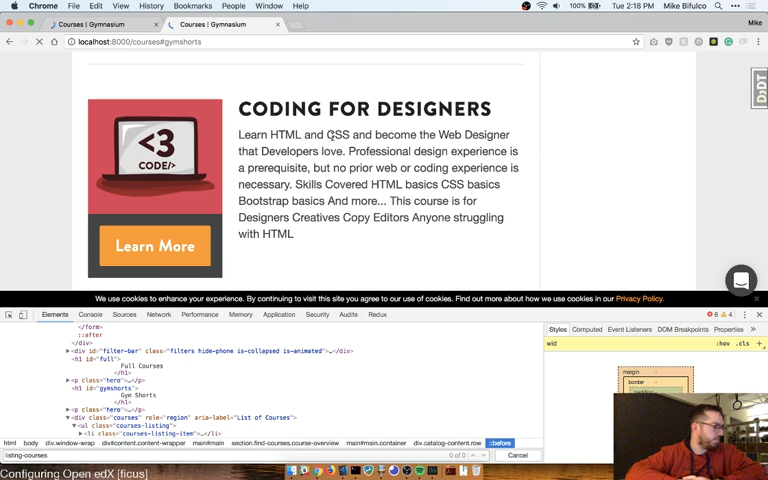 Chrome File Edit View History Bookmarks People Window Help 100% Tue 2:18 PM Mike Bifulco
Courses | Gymnasium Courses | Gymnasium Mike
localhost:8000/courses#gymshorts
DJDT
CODING FOR DESIGNERS
Learn HTML and CSS and become the Web Designer
that Developers love. Professional design experience is
a prerequisite, but no prior web or coding experience is
necessary. Skills Covered HTML basics CSS basics
Bootstrap basics And more... This course is for
Designers Creatives Copy Editors Anyone struggling
with HTML
<3
CODE/>
Learn More
We use cookies to enhance your experience. By continuing to visit this site you agree to our use of cookies. Find out more about how we use cookies in our Privacy Policy.
Elements Console Sources Network Performance Memory Application Security Audits Redux 6 4
Styles Computed Event Listeners DOM Breakpoints Properties »
</form>
::after
</div>
<div id="filter-bar" class="filters hide-phone is-collapsed is-animated">…</div>
<h1 id="full">
Full Courses
</h1>
<p class="hero">…</p>
<h1 id="gymshorts">
Gym Shorts
</h1>
<p class="hero">…</p>
<div class="courses" role="region" aria-label="List of Courses">
<ul class="courses-listing">
<li class="courses-listing-item">…</li>
wid :hov .cls +
margin
border
html body div.window-wrap div#content.content-wrapper main#main section.find-courses.course-overview main#main.container div.catalog-content.row ::before
listing-courses 0 of 0 Cancel
Configuring Open edX [ficus]